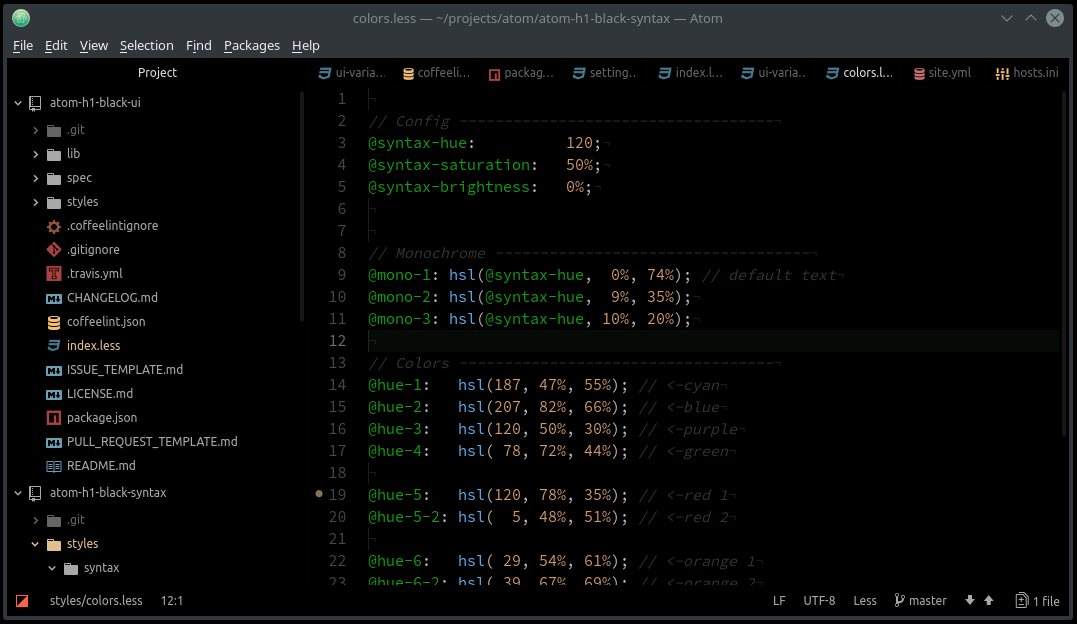 colors.less — ~/projects/atom/atom-h1-black-syntax — Atom
File Edit View Selection Find Packages Help
Project
ui-varia... coffeeli... packag... setting.. index.l... ui-varia.. colors.l... site.yml hosts.ini
atom-h1-black-ui
.git
lib
spec
styles
.coffeelintignore
.gitignore
.travis.yml
CHANGELOG.md
coffeelint.json
index.less
ISSUE_TEMPLATE.md
LICENSE.md
package.json
PULL_REQUEST_TEMPLATE.md
README.md
atom-h1-black-syntax
.git
styles
syntax
1 ¬
2 // Config -----------------------------------¬
3 @syntax-hue:          120;¬
4 @syntax-saturation:   50%;¬
5 @syntax-brightness:   0%;¬
6 ¬
7 ¬
8 // Monochrome -----------------------------------¬
9 @mono-1: hsl(@syntax-hue,  0%, 74%); // default text¬
10 @mono-2: hsl(@syntax-hue,  9%, 35%);¬
11 @mono-3: hsl(@syntax-hue, 10%, 20%);¬
12 ¬
13 // Colors -----------------------------------¬
14 @hue-1:   hsl(187, 47%, 55%); // <-cyan¬
15 @hue-2:   hsl(207, 82%, 66%); // <-blue¬
16 @hue-3:   hsl(120, 50%, 30%); // <-purple¬
17 @hue-4:   hsl( 78, 72%, 44%); // <-green¬
18 ¬
19 @hue-5:   hsl(120, 78%, 35%); // <-red 1¬
20 @hue-5-2: hsl(  5, 48%, 51%); // <-red 2¬
21 ¬
22 @hue-6:   hsl( 29, 54%, 61%); // <-orange 1¬
23 @hue-6-2: hsl( 39, 67%, 69%); // <-orange 2¬
styles/colors.less 12:1 LF UTF-8 Less master 1 file